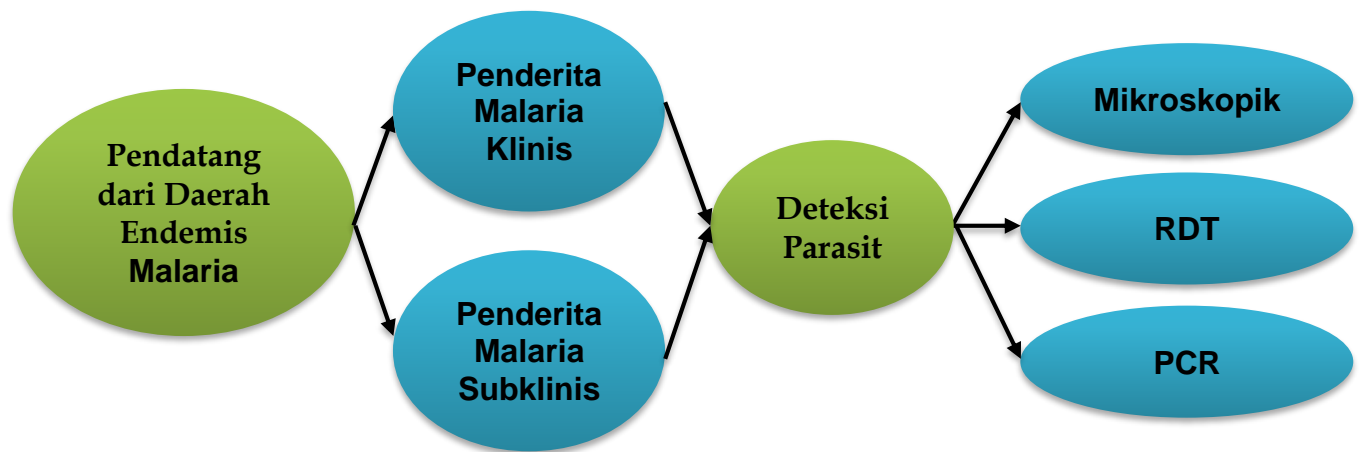 Pendatang
dari Daerah
Endemis
Malaria
Penderita
Malaria
Klinis
Penderita
Malaria
Subklinis
Deteksi
Parasit
Mikroskopik
RDT
PCR